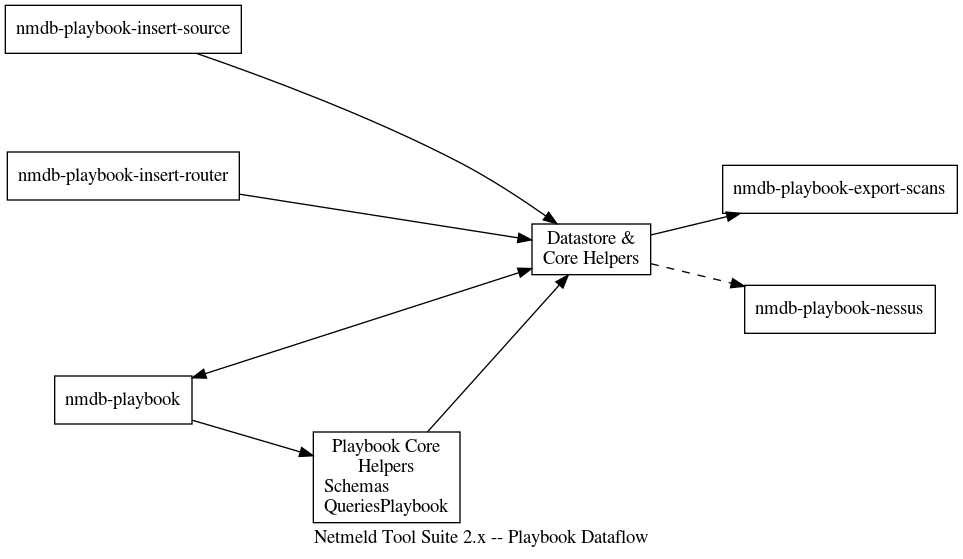 nmdb-playbook-insert-source
nmdb-playbook-insert-router
nmdb-playbook-export-scans
Datastore &
Core Helpers
nmdb-playbook-nessus
nmdb-playbook
Playbook Core
Helpers
Schemas
QueriesPlaybook
Netmeld Tool Suite 2.x -- Playbook Dataflow